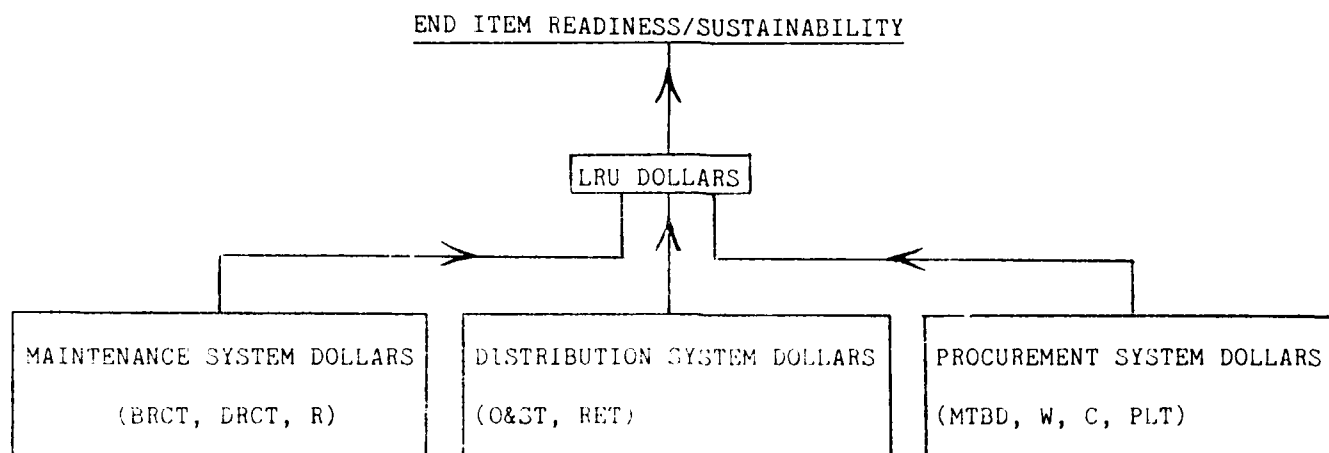 END ITEM READINESS/SUSTAINABILITY
LRU DOLLARS
MAINTENANCE SYSTEM DOLLARS
(BRCT, DRCT, R)
DISTRIBUTION SYSTEM DOLLARS
(O&ST, RET)
PROCUREMENT SYSTEM DOLLARS
(MTBD, W, C, PLT)